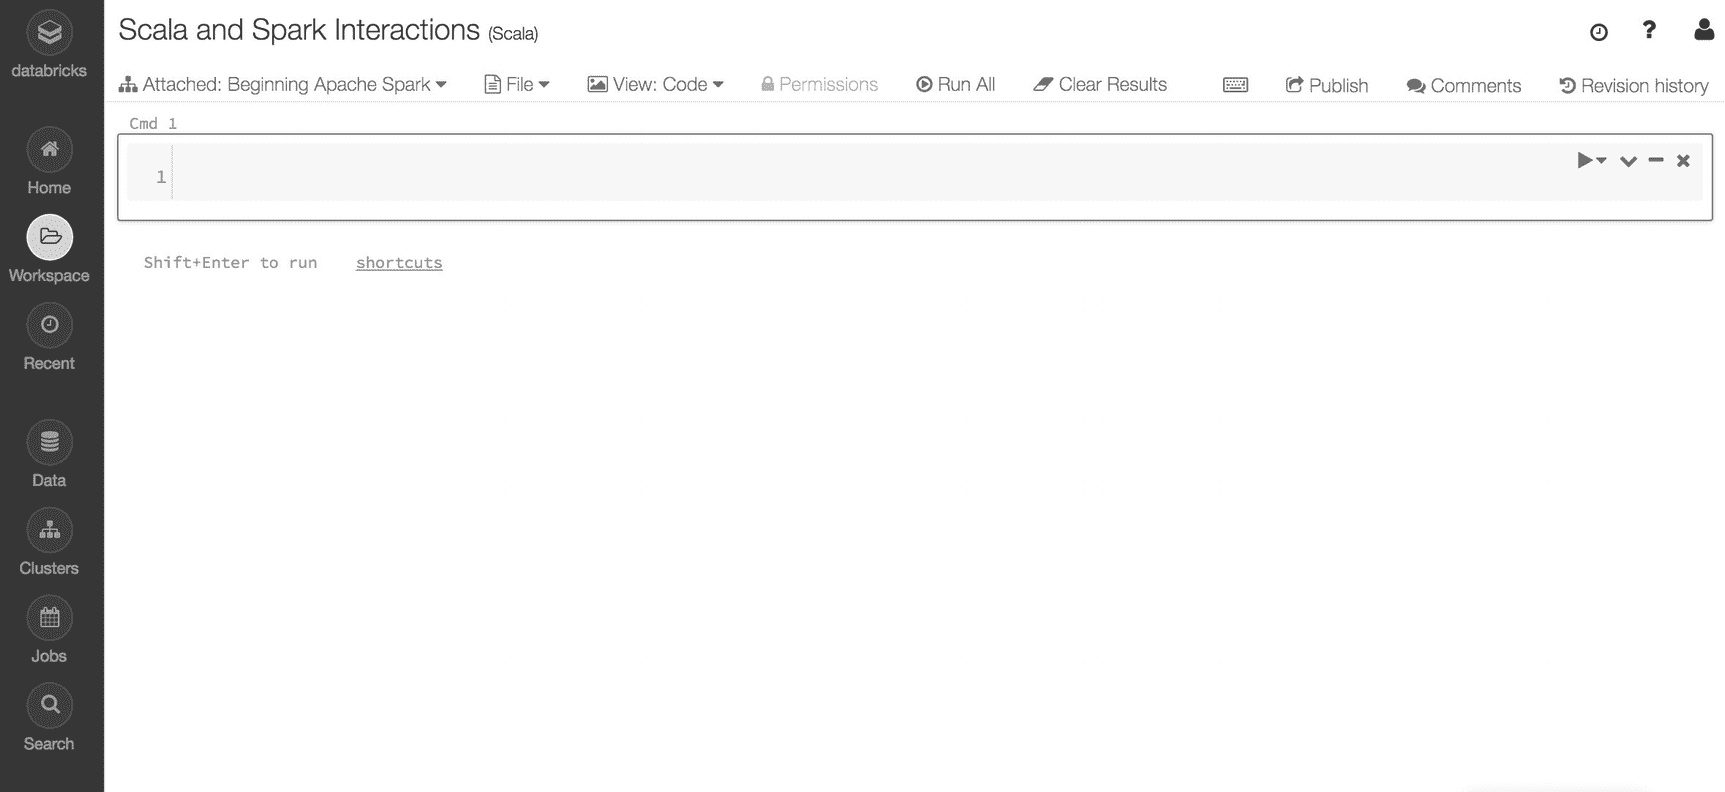 databricks
Home
Workspace
Recent
Data
Clusters
Jobs
Search
Scala and Spark Interactions (Scala)
?
Attached: Beginning Apache Spark File View: Code Permissions Run All Clear Results Publish Comments Revision history
Cmd 1
1
Shift+Enter to run shortcuts